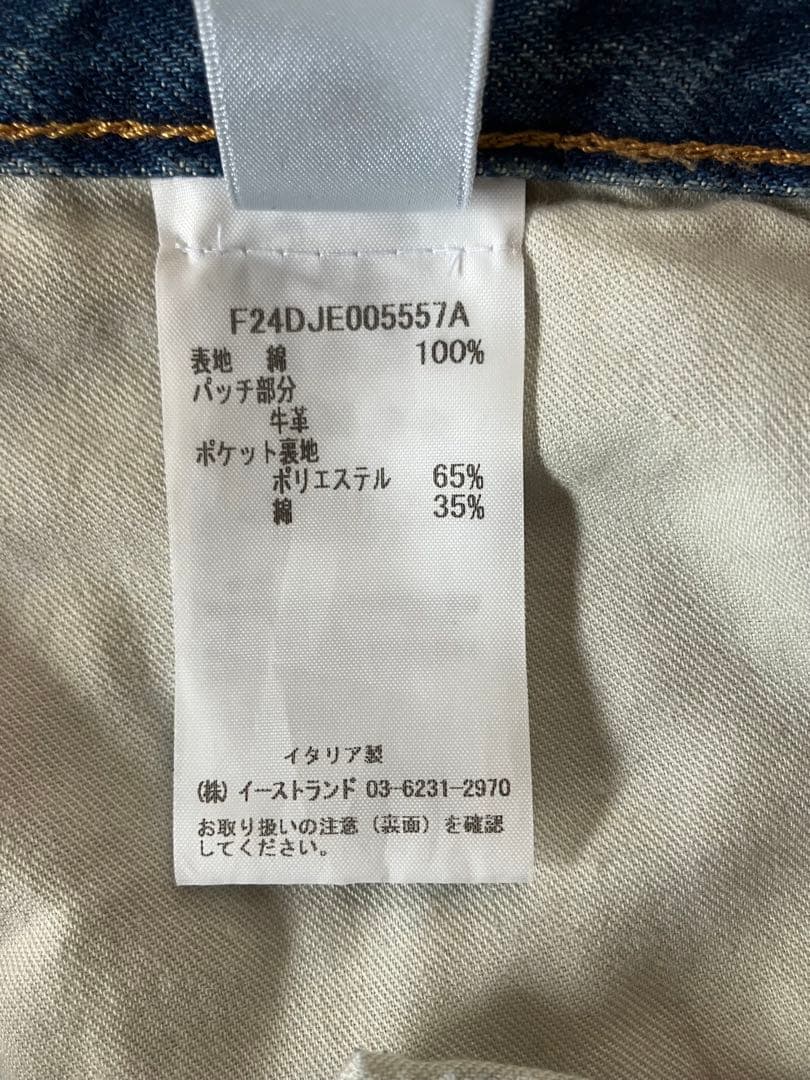 F24DJE005557A
表地 綿 100%
パッチ部分
牛革
ポケット裏地
ポリエステル 65%
綿 35%
イタリア製
(株) イーストランド 03-6231-2970
お取り扱いの注意(裏面)を確認
してください。